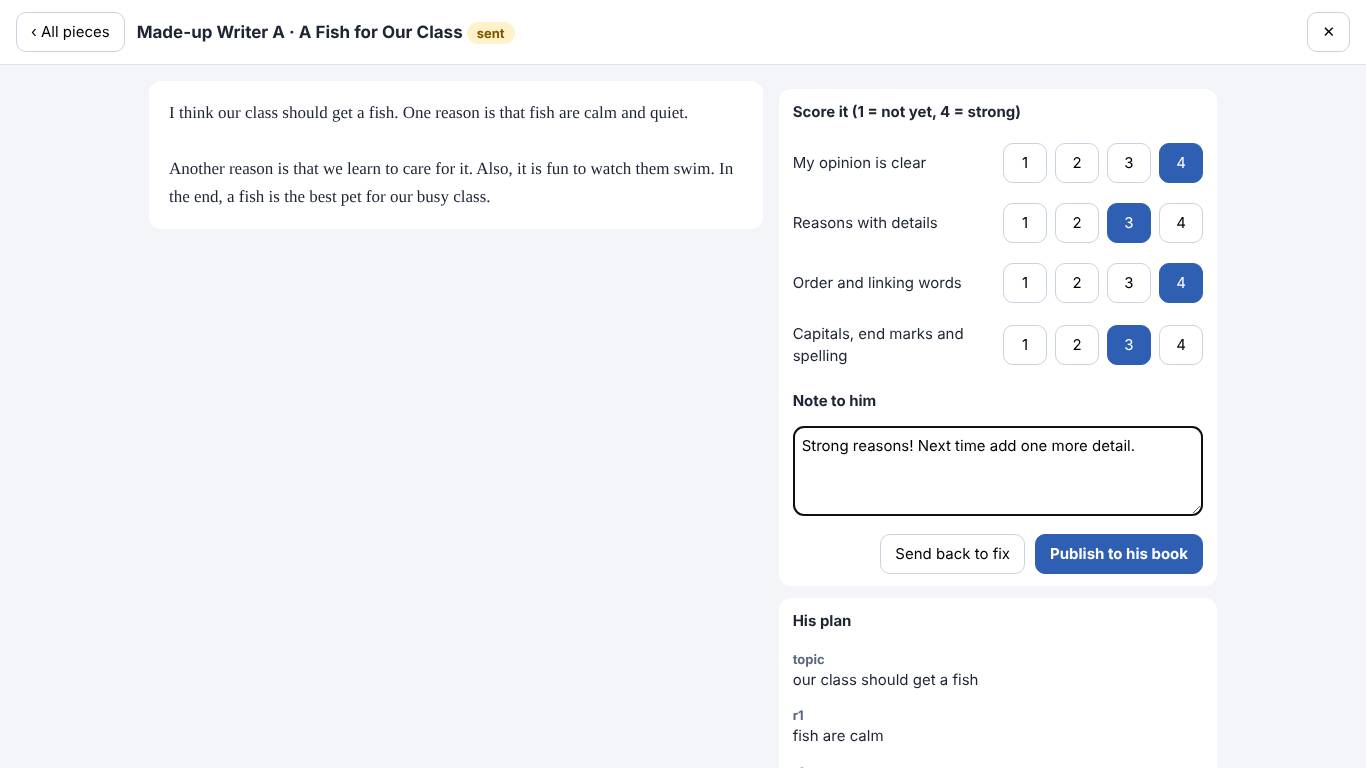 ‹ All pieces
Made-up Writer A · A Fish for Our Class
sent
✕
I think our class should get a fish. One reason is that fish are calm and quiet.
Another reason is that we learn to care for it. Also, it is fun to watch them swim. In
the end, a fish is the best pet for our busy class.
Score it (1 = not yet, 4 = strong)
My opinion is clear 1 2 3 4
Reasons with details 1 2 3 4
Order and linking words 1 2 3 4
Capitals, end marks and
spelling 1 2 3 4
Note to him
Strong reasons! Next time add one more detail.
Send back to fix
Publish to his book
His plan
topic
our class should get a fish
r1
fish are calm